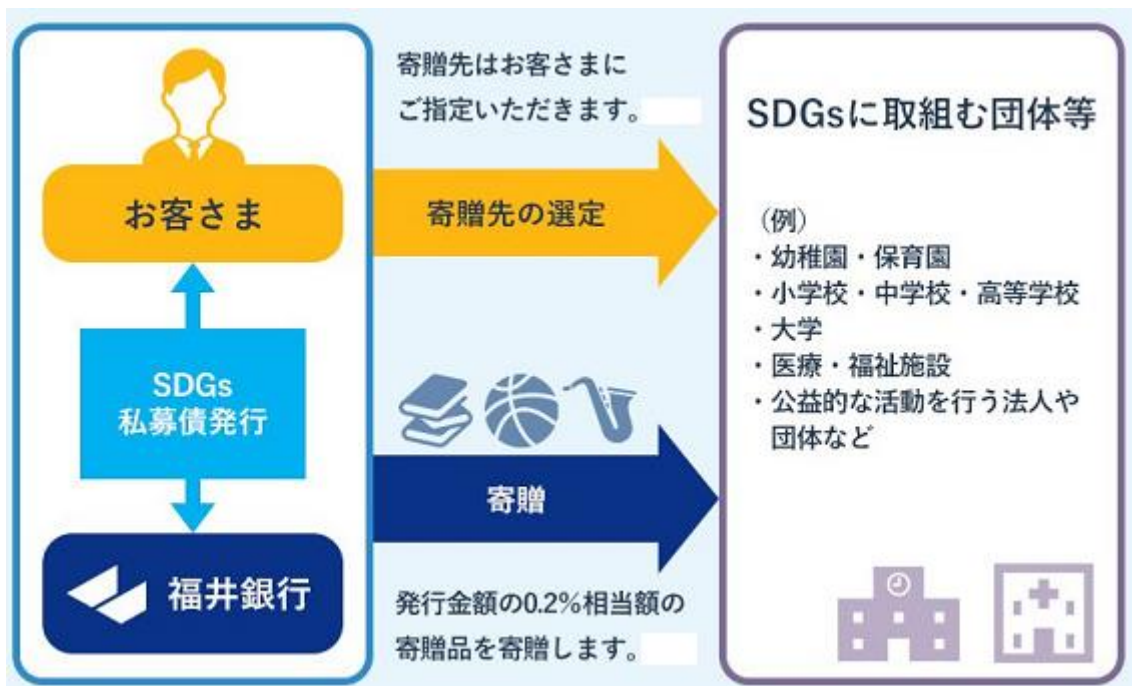 お客さま
SDGs
私募債発行
福井銀行
寄贈先はお客さまに
ご指定いただきます。
寄贈先の選定
寄贈
発行金額の0.2%相当額の
寄贈品を寄贈します。
SDGsに取組む団体等
（例）
・幼稚園・保育園
・小学校・中学校・高等学校
・大学
・医療・福祉施設
・公益的な活動を行う法人や
団体など